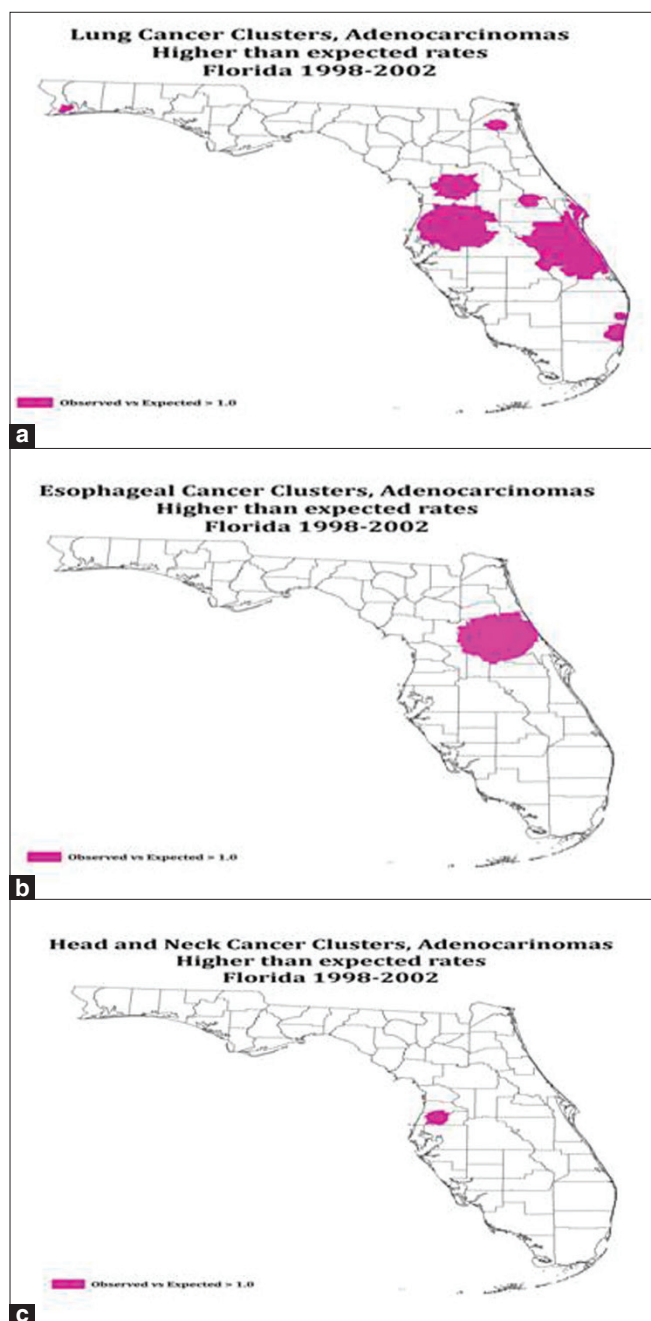 Lung Cancer Clusters, Adenocarcinomas
Higher than expected rates
Florida 1998-2002
Observed vs Expected > 1.0
a
Esophageal Cancer Clusters, Adenocarcinomas
Higher than expected rates
Florida 1998-2002
Observed vs Expected > 1.0
b
Head and Neck Cancer Clusters, Adenocarinomas
Higher than expected rates
Florida 1998-2002
Observed vs Expected > 1.0
c